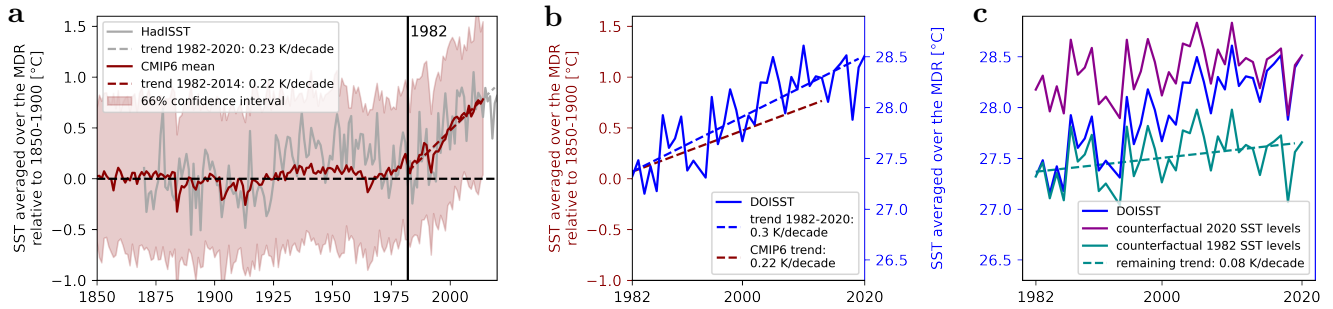 a
SST averaged over the MDR
relative to 1850-1900 [°C]
1.5
1.0
0.5
0.0
−0.5
−1.0
HadISST
trend 1982-2020: 0.23 K/decade
CMIP6 mean
trend 1982-2014: 0.22 K/decade
66% confidence interval
1982
1850
1875
1900
1925
1950
1975
2000
b
SST averaged over the MDR
relative to 1850-1900 [°C]
1.5
1.0
0.5
0.0
−0.5
−1.0
DOISST
trend 1982-2020:
0.3 K/decade
CMIP6 trend:
0.22 K/decade
1982
2000
2020
28.5
28.0
27.5
27.0
26.5
SST averaged over the MDR [°C]
c
28.5
28.0
27.5
27.0
26.5
DOISST
counterfactual 2020 SST levels
counterfactual 1982 SST levels
remaining trend: 0.08 K/decade
1982
2000
2020